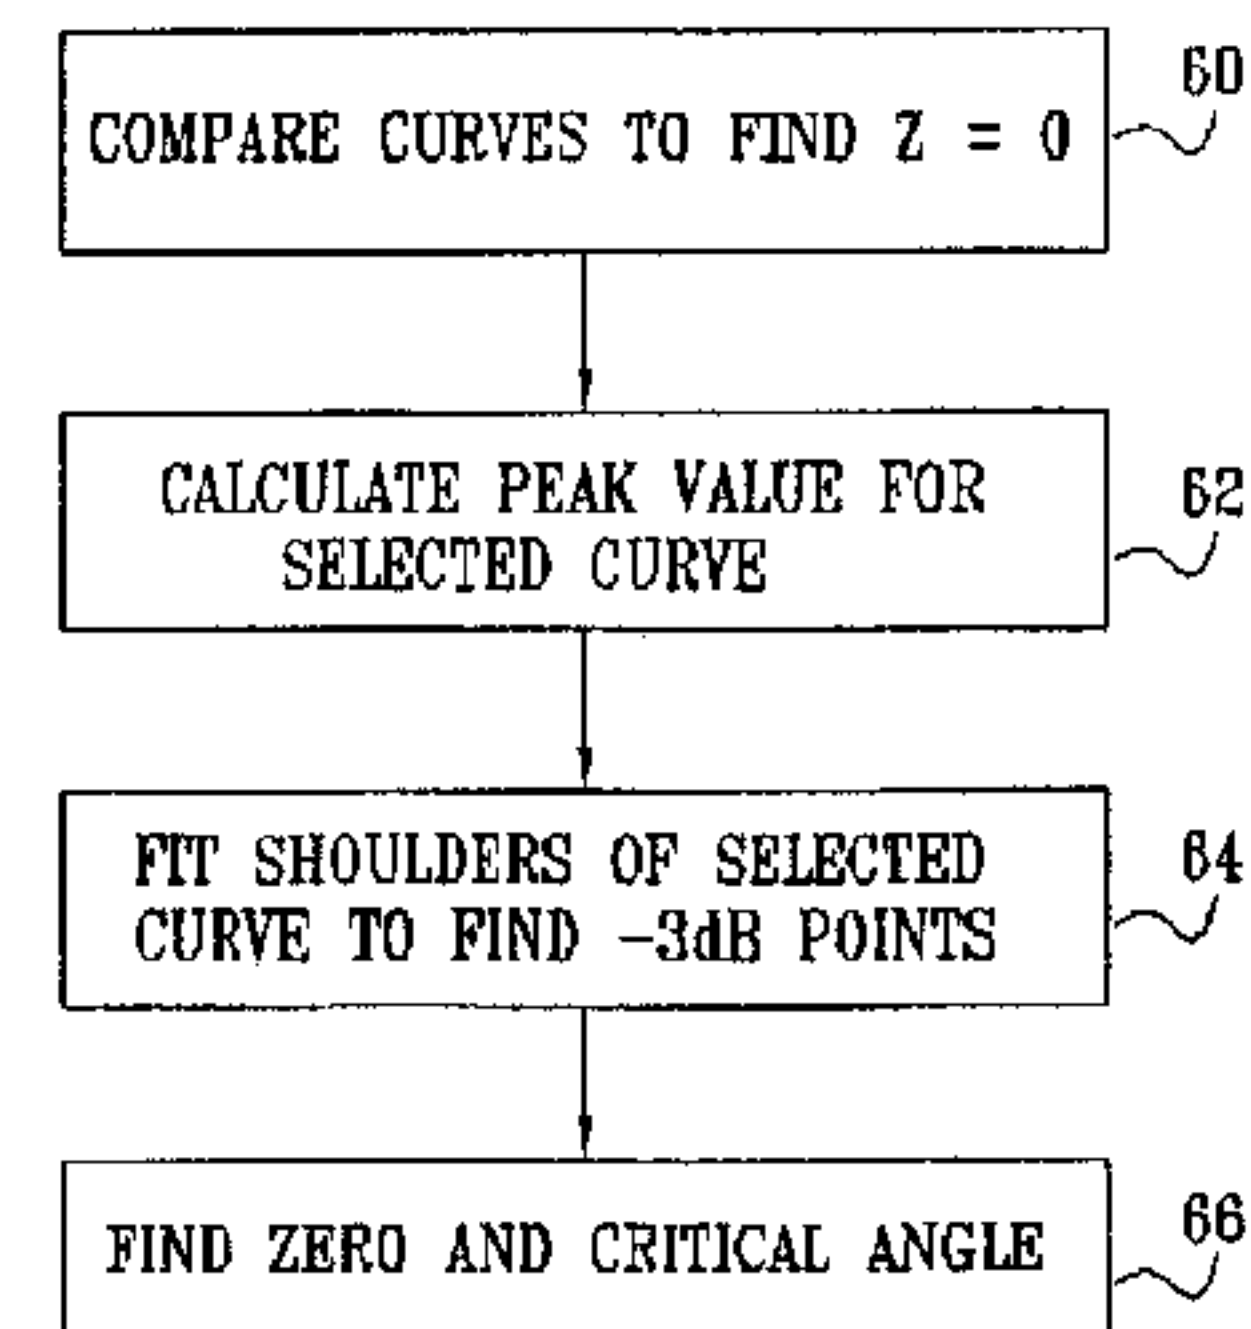 60
COMPARE CURVES TO FIND Z = 0
62
CALCULATE PEAK VALUE FOR
SELECTED CURVE
64
FIT SHOULDERS OF SELECTED
CURVE TO FIND -3dB POINTS
66
FIND ZERO AND CRITICAL ANGLE